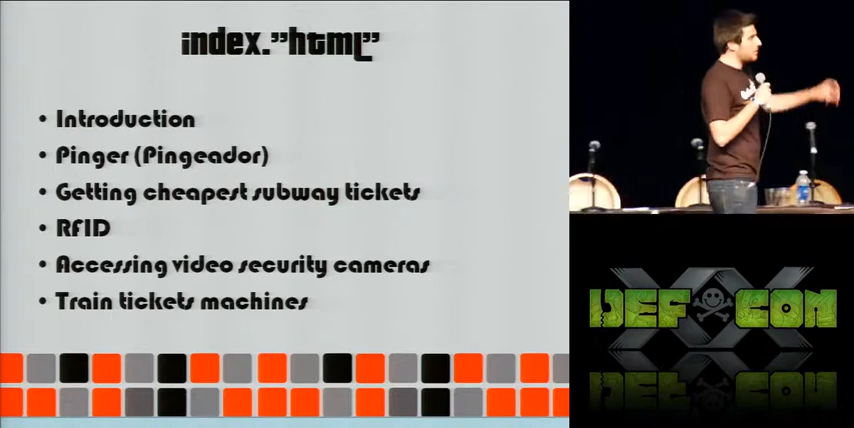 index."html"
• Introduction
• Pinger (Pingeador)
• Getting cheapest subway tickets
• RFID
• Accessing video security cameras
• Train tickets machines
XX
DEF CON